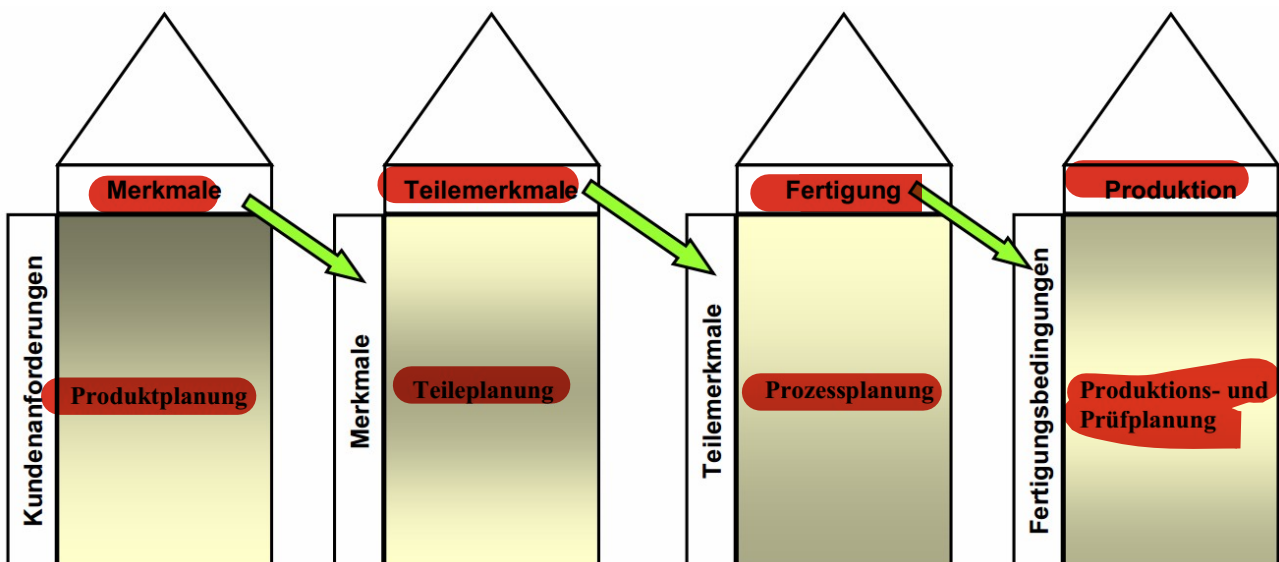 Merkmale
Teilemerkmale
Fertigung
Produktion
Kundenanforderungen
Produktplanung
Merkmale
Teileplanung
Teilemerkmale
Prozessplanung
Fertigungsbedingungen
Produktions- und
Prüfplanung